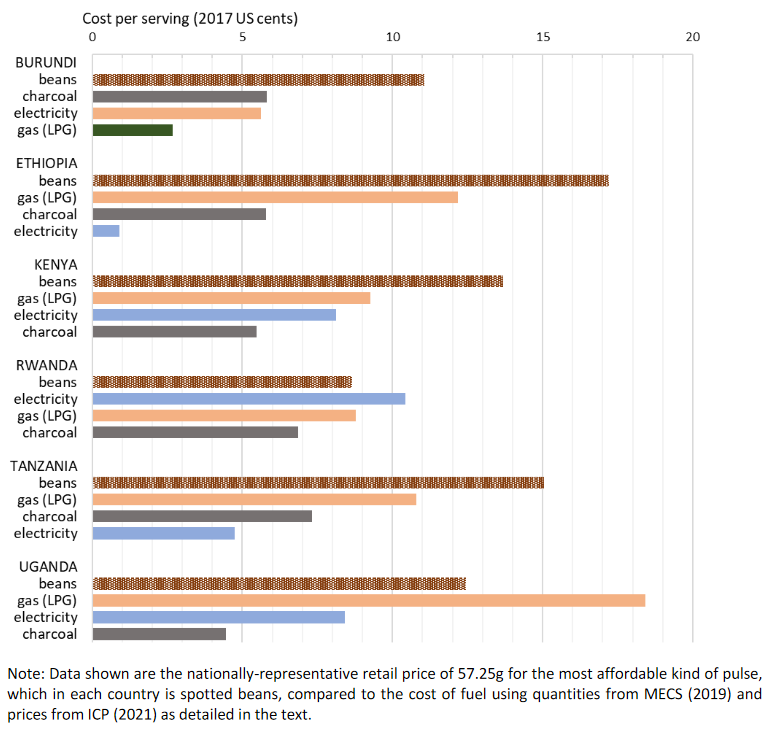 Cost per serving (2017 US cents)
0 5 10 15 20
BURUNDI
beans
charcoal
electricity
gas (LPG)
ETHIOPIA
beans
gas (LPG)
charcoal
electricity
KENYA
beans
gas (LPG)
electricity
charcoal
RWANDA
beans
electricity
gas (LPG)
charcoal
TANZANIA
beans
gas (LPG)
charcoal
electricity
UGANDA
beans
gas (LPG)
electricity
charcoal
Note: Data shown are the nationally-representative retail price of 57.25g for the most affordable kind of pulse,
which in each country is spotted beans, compared to the cost of fuel using quantities from MECS (2019) and
prices from ICP (2021) as detailed in the text.